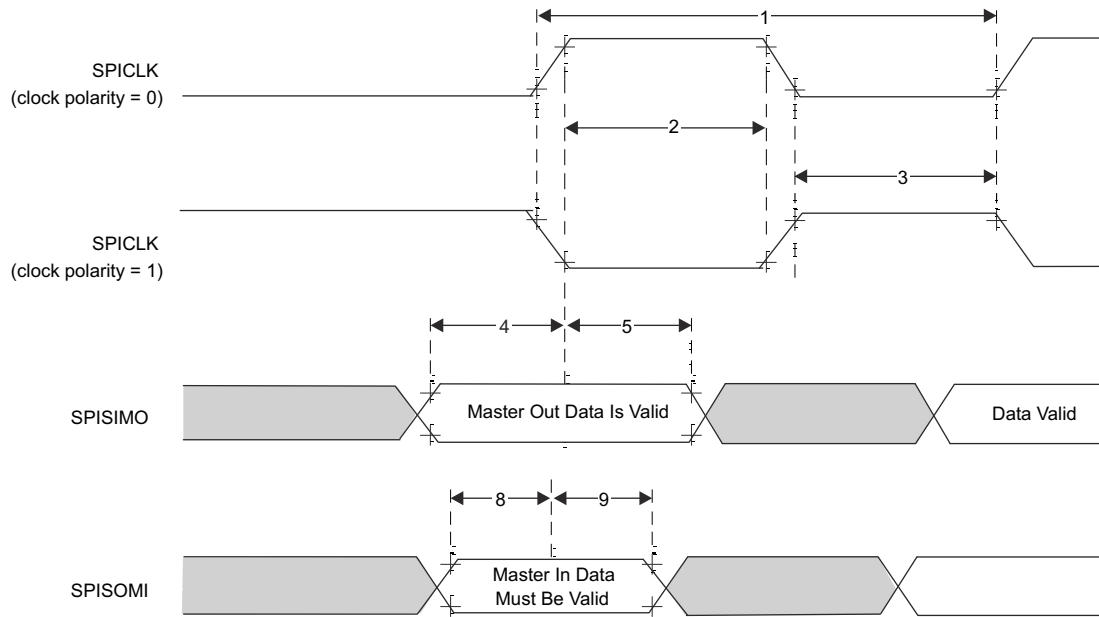 1
SPICLK
(clock polarity = 0)
2
3
SPICLK
(clock polarity = 1)
4
5
SPISIMO
Master Out Data Is Valid
Data Valid
8
9
SPISOMI
Master In Data
Must Be Valid